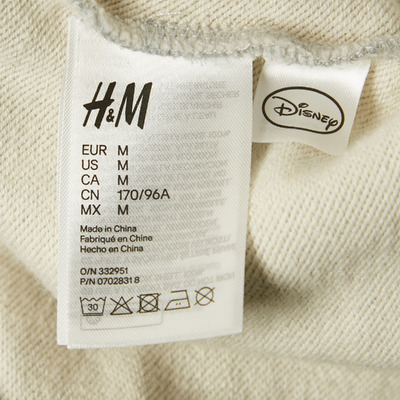 H&M
Disney
EUR M
US M
CA M
CN 170/96A
MX M
Made in China
Fabriqué en Chine
Hecho en China
O/N 332951
P/N 0702831 8
30